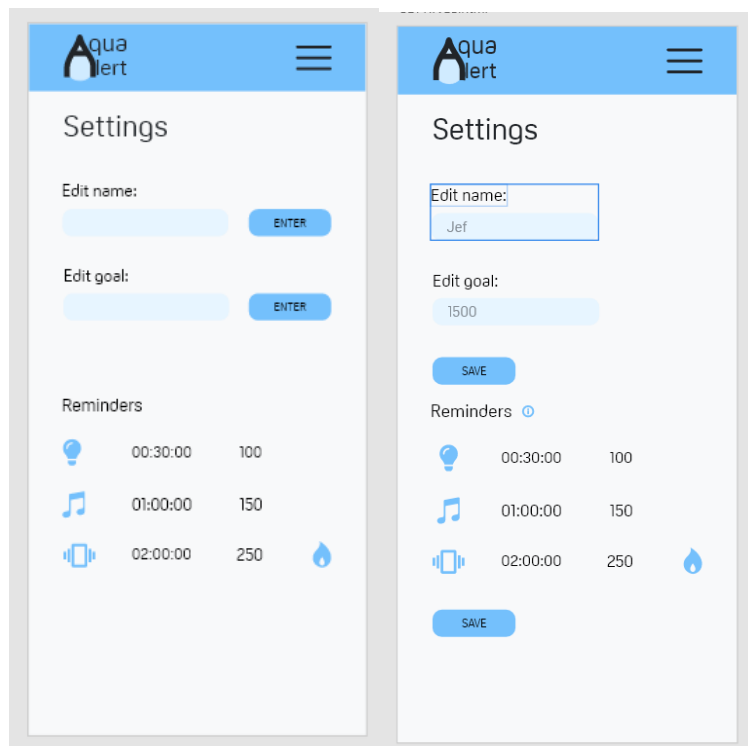 Aqua
Alert
Settings
Edit name:
ENTER
Edit goal:
ENTER
Reminders
00:30:00 100
01:00:00 150
02:00:00 250
Aqua
Alert
Settings
Edit name:
Jef
Edit goal:
1500
SAVE
Reminders
00:30:00 100
01:00:00 150
02:00:00 250
SAVE